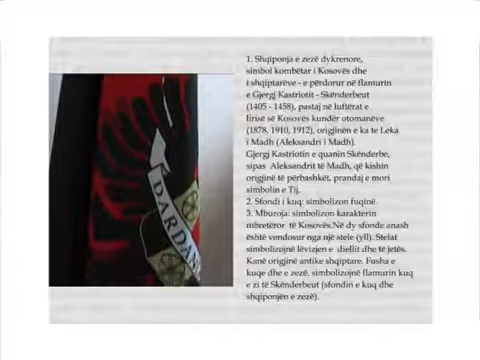 1. Shqiponja e zezë dykrenore,
simbol kombëtar i Kosovës dhe
i shqiptarëve - e përdorur në flamurin
e Gjergj Kastriotit - Skënderbeut
(1405 - 1458), pastaj në luftërat e
lirisë së Kosovës kundër otomanëve
(1878, 1910, 1912), origjinën e ka te Leka
i Madh (Aleksandri i Madh).
Gjergj Kastriotin e quanin Skënderbe,
sipas Aleksandrit të Madh, që kishin
origjinë të përbashkët, prandaj e mori
simbolin e Tij.
2. Sfondi i kuq: simbolizon fuqinë.
3. Mburoja: simbolizon karakterin
mbretëror të Kosovës.Në dy sfonde anash
është vendosur nga një stele (yll). Stelat
simbolizojnë lëvizjen e diellit dhe të jetës.
Kanë origjinë antike shqiptare. Fusha e
kuqe dhe e zezë, simbolizojnë flamurin kuq
e zi të Skënderbeut (sfondin e kuq dhe
shqiponjën e zezë).
DARDAN